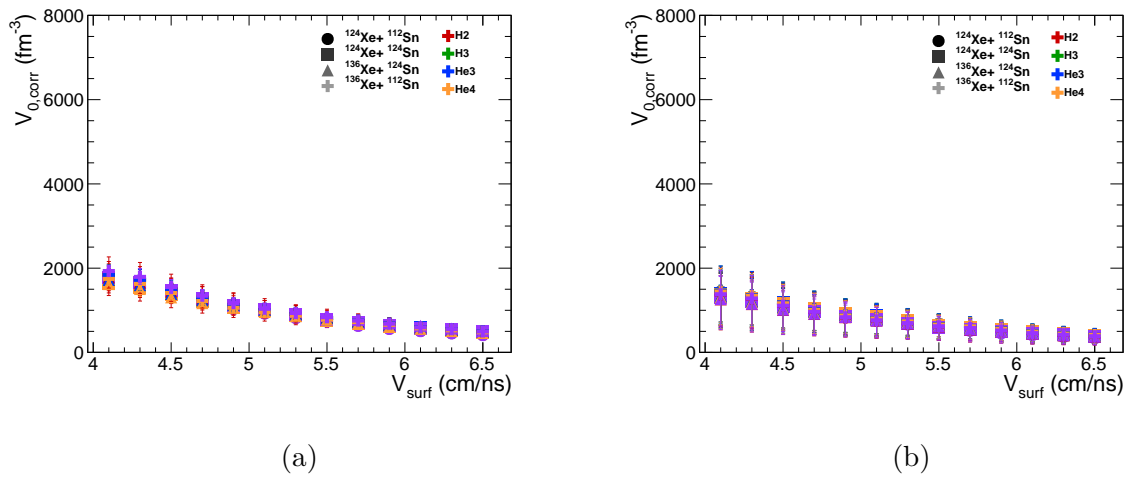 V0,corr (fm-3)
8000
6000
4000
2000
0
124Xe+ 112Sn
124Xe+ 124Sn
136Xe+ 124Sn
136Xe+ 112Sn
H2
H3
He3
He4
4 4.5 5 5.5 6 6.5
Vsurf (cm/ns)
(a)
V0,corr (fm-3)
8000
6000
4000
2000
0
124Xe+ 112Sn
124Xe+ 124Sn
136Xe+ 124Sn
136Xe+ 112Sn
H2
H3
He3
He4
4 4.5 5 5.5 6 6.5
Vsurf (cm/ns)
(b)